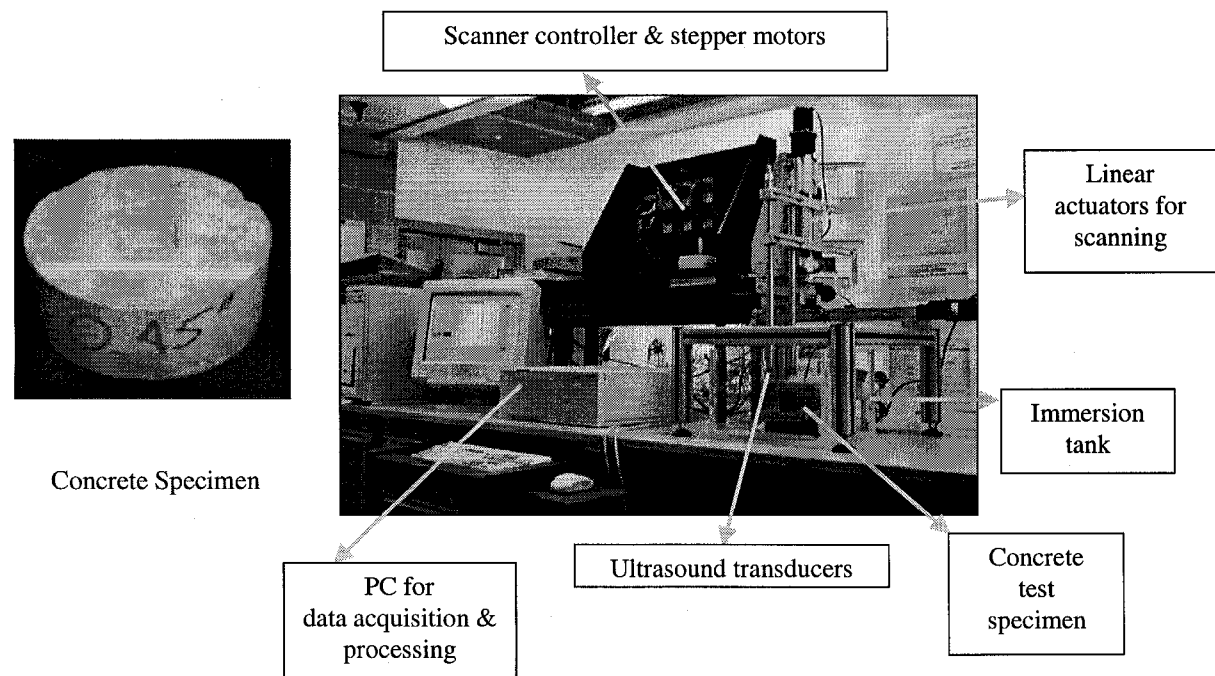 Scanner controller & stepper motors
Linear
actuators for
scanning
Immersion
tank
Concrete Specimen
Ultrasound transducers
Concrete
test
specimen
PC for
data acquisition &
processing